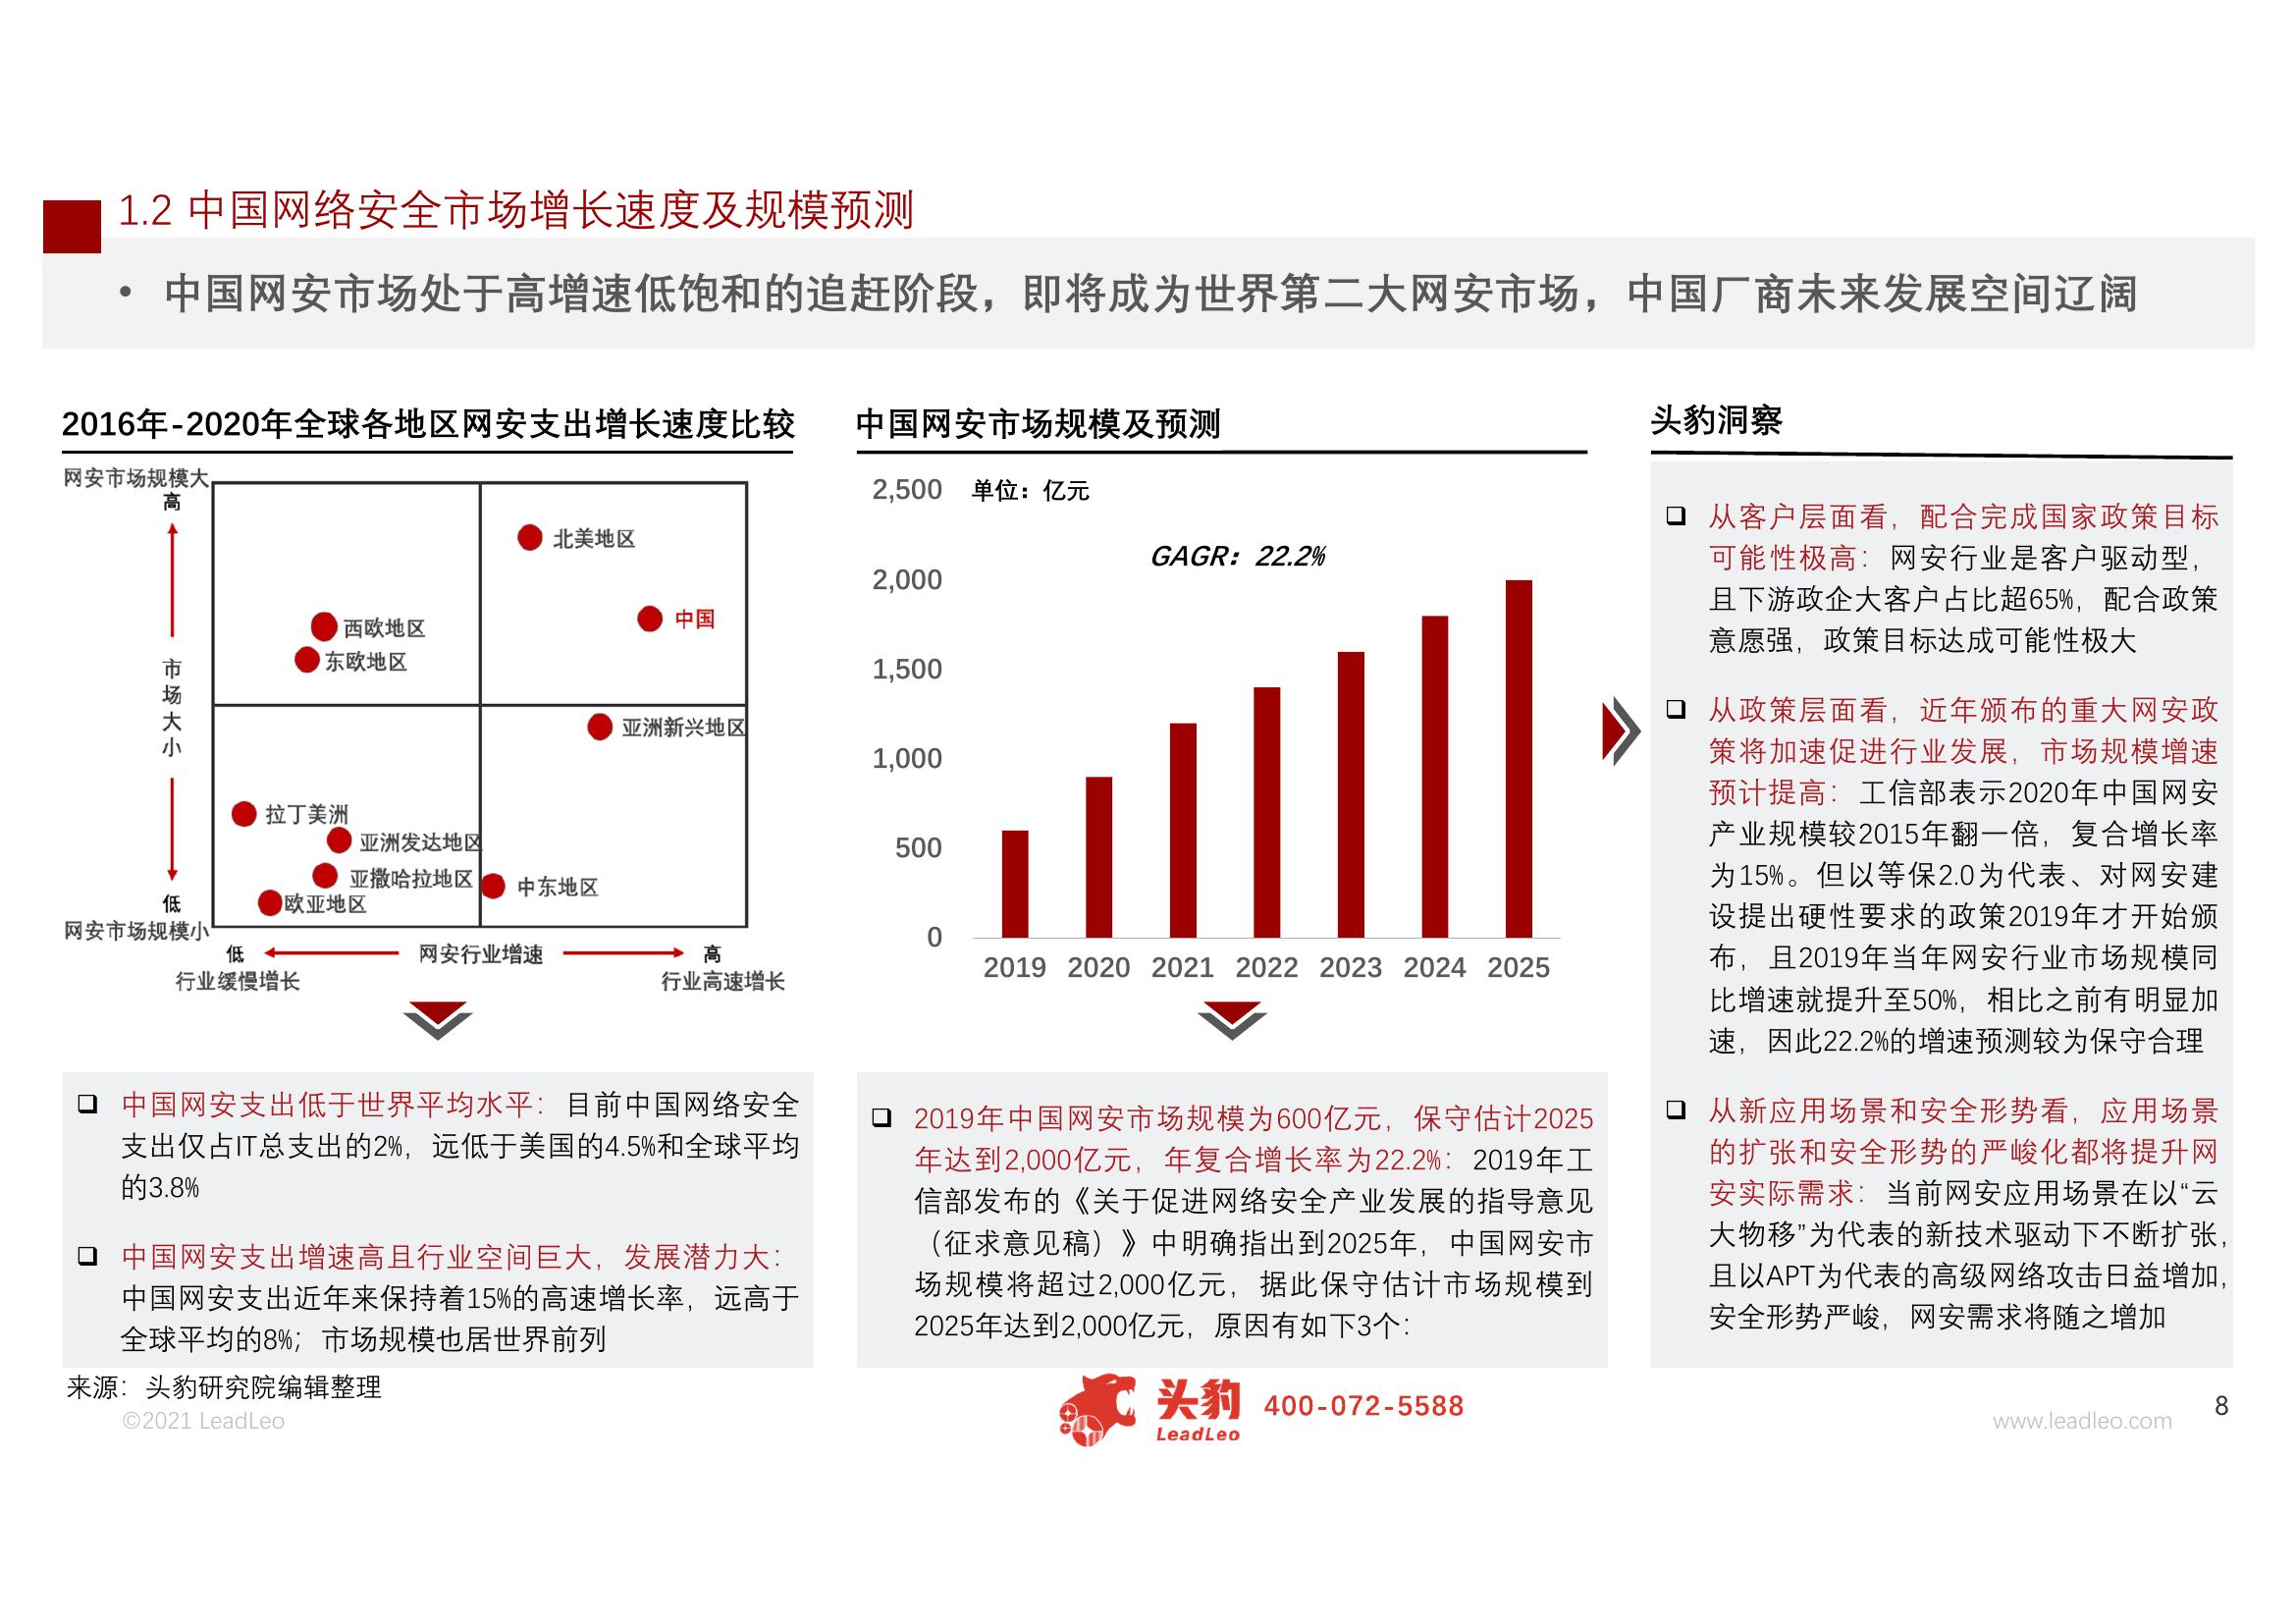 1.2 中国网络安全市场增长速度及规模预测
• 中国网安市场处于高增速低饱和的追赶阶段，即将成为世界第二大网安市场，中国厂商未来发展空间辽阔
2016年-2020年全球各地区网安支出增长速度比较
网安市场规模大
高
市
场
大
小
低
网安市场规模小
北美地区
中国
西欧地区
东欧地区
亚洲新兴地区
拉丁美洲
亚洲发达地区
亚撒哈拉地区
中东地区
欧亚地区
低
网安行业增速
高
行业缓慢增长
行业高速增长
❑ 中国网安支出低于世界平均水平：目前中国网络安全
支出仅占IT总支出的2%，远低于美国的4.5%和全球平均
的3.8%
❑ 中国网安支出增速高且行业空间巨大，发展潜力大：
中国网安支出近年来保持着15%的高速增长率，远高于
全球平均的8%；市场规模也居世界前列
中国网安市场规模及预测
单位：亿元
GAGR：22.2%
2,500
2,000
1,500
1,000
500
0
2019 2020 2021 2022 2023 2024 2025
❑ 2019年中国网安市场规模为600亿元，保守估计2025
年达到2,000亿元，年复合增长率为22.2%：2019年工
信部发布的《关于促进网络安全产业发展的指导意见
（征求意见稿）》中明确指出到2025年，中国网安市
场规模将超过2,000亿元，据此保守估计市场规模到
2025年达到2,000亿元，原因有如下3个：
头豹洞察
❑ 从客户层面看，配合完成国家政策目标
可能性极高：网安行业是客户驱动型，
且下游政企大客户占比超65%，配合政策
意愿强，政策目标达成可能性极大
❑ 从政策层面看，近年颁布的重大网安政
策将加速促进行业发展，市场规模增速
预计提高：工信部表示2020年中国网安
产业规模较2015年翻一倍，复合增长率
为15%。但以等保2.0为代表、对网安建
设提出硬性要求的政策2019年才开始颁
布，且2019年当年网安行业市场规模同
比增速就提升至50%，相比之前有明显加
速，因此22.2%的增速预测较为保守合理
❑ 从新应用场景和安全形势看，应用场景
的扩张和安全形势的严峻化都将提升网
安实际需求：当前网安应用场景在以“云
大物移”为代表的新技术驱动下不断扩张，
且以APT为代表的高级网络攻击日益增加，
安全形势严峻，网安需求将随之增加
来源：头豹研究院编辑整理
©2021 LeadLeo
头豹
LeadLeo
400-072-5588
www.leadleo.com
8